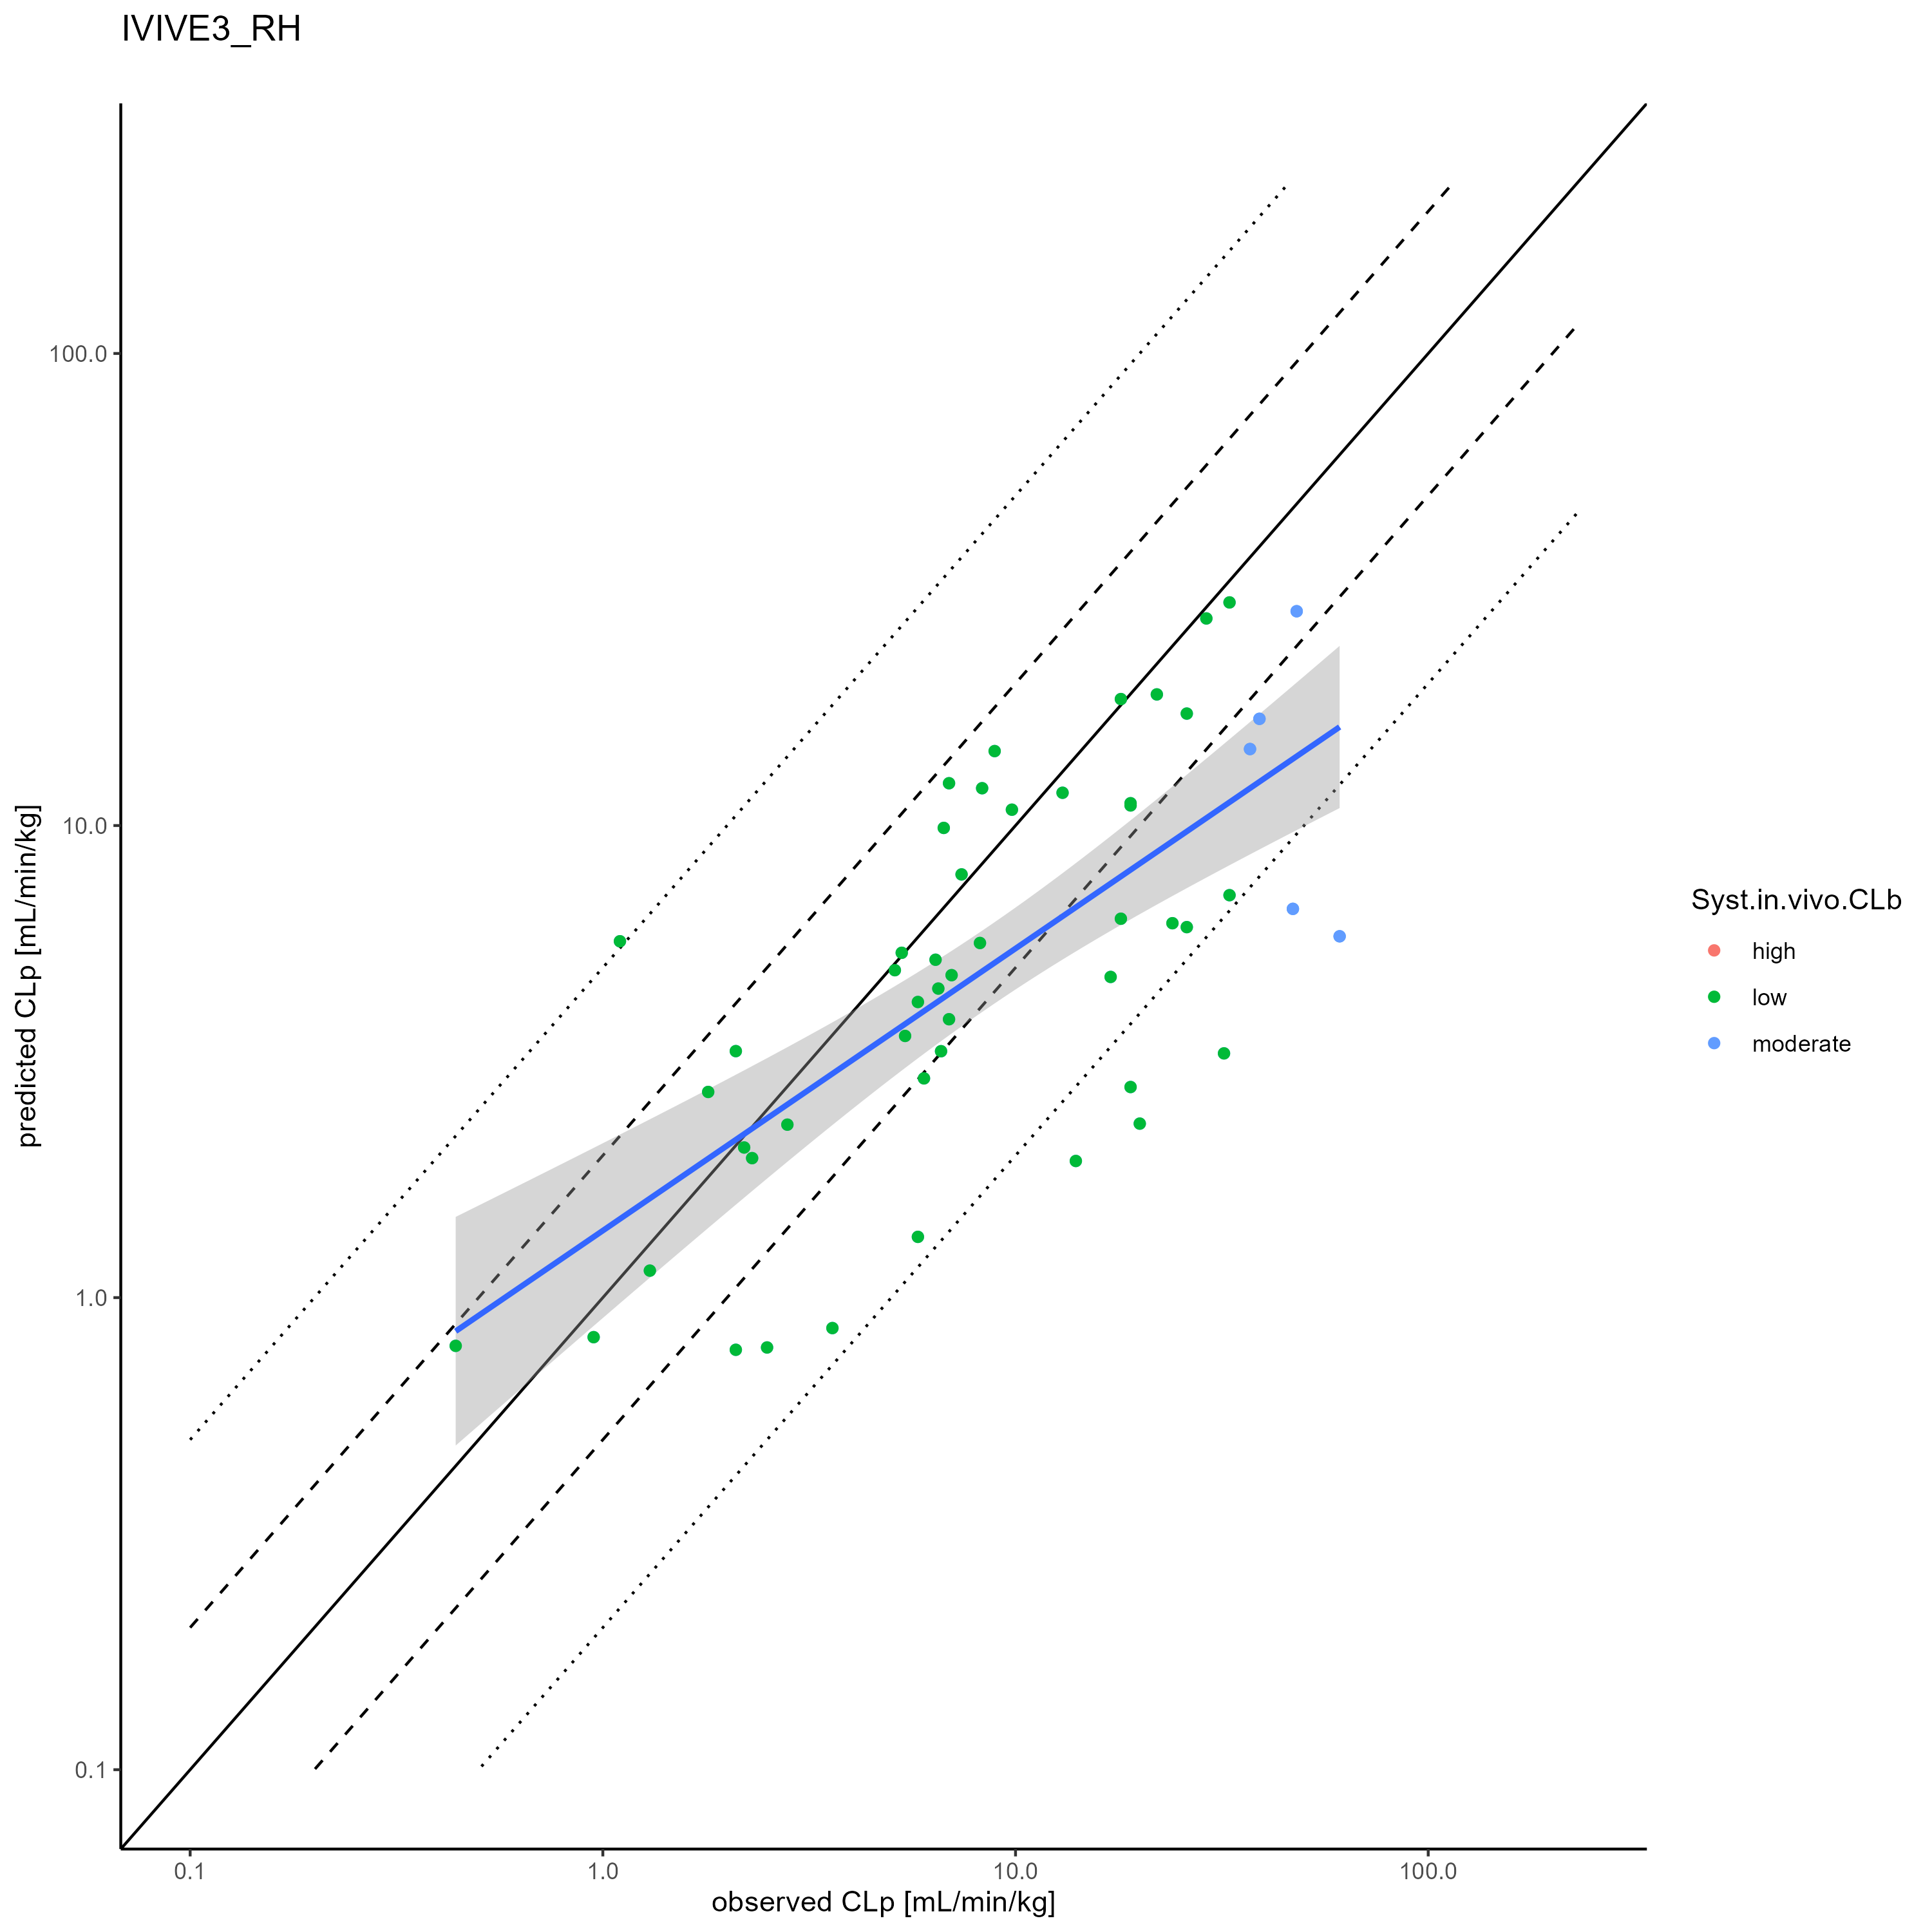 IVIVE3_RH
predicted CLp [mL/min/kg]
100.0
10.0
1.0
0.1
0.1 1.0 10.0 100.0
observed CLp [mL/min/kg]
Syst.in.vivo.CLb
high
low
moderate